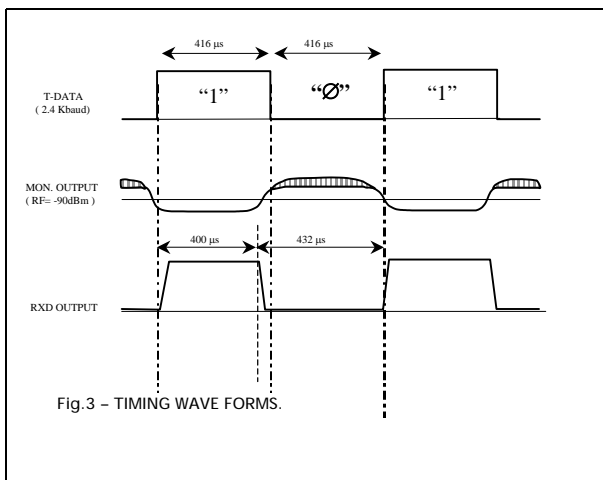 416 µs 416 µs
T-DATA
( 2.4 Kbaud)
“1” “Ø” “1”
MON. OUTPUT
( RF= -90dBm )
400 µs 432 µs
RXD OUTPUT
Fig.3 – TIMING WAVE FORMS.